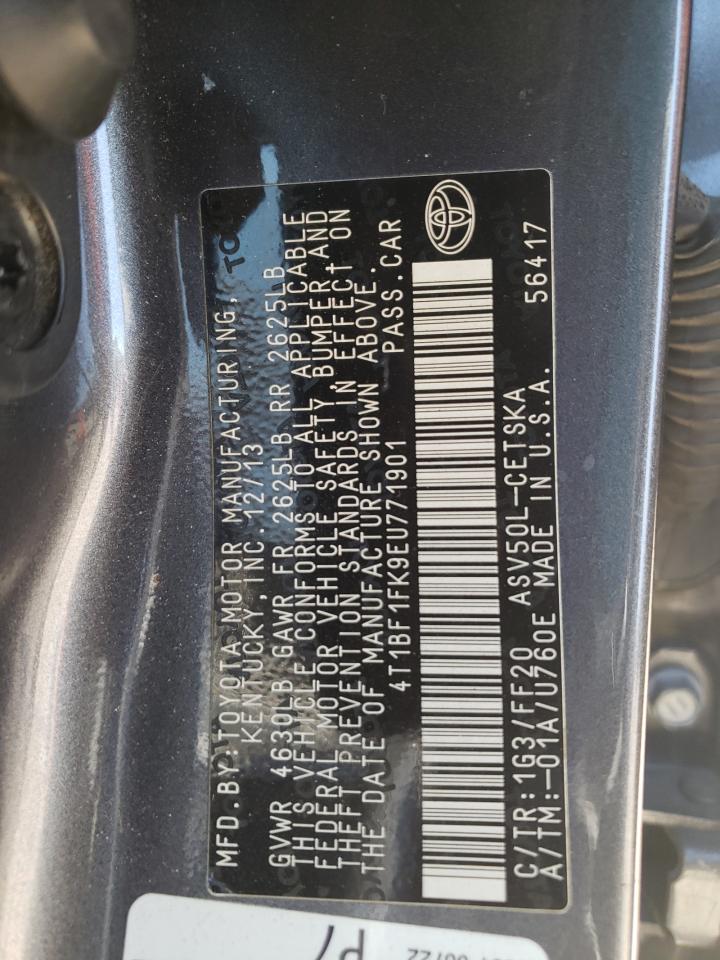 MFD.BY:TOYOTA MOTOR MANUFACTURING,
KENTUCKY,INC. 12/13
GVWR 4630LB GAWR FR 2625LB RR 2625LB
THIS VEHICLE CONFORMS TO ALL APPLICABLE
FEDERAL MOTOR VEHICLE SAFETY, BUMPER AND
THEFT PREVENTION STANDARDS IN EFFECT ON
THE DATE OF MANUFACTURE SHOWN ABOVE.
4T1BF1FK9EU771901 PASS.CAR
C/TR:1G3/FF20 ASV50L-CETSKA
A/TM:-01A/U760E MADE IN U.S.A. 56417